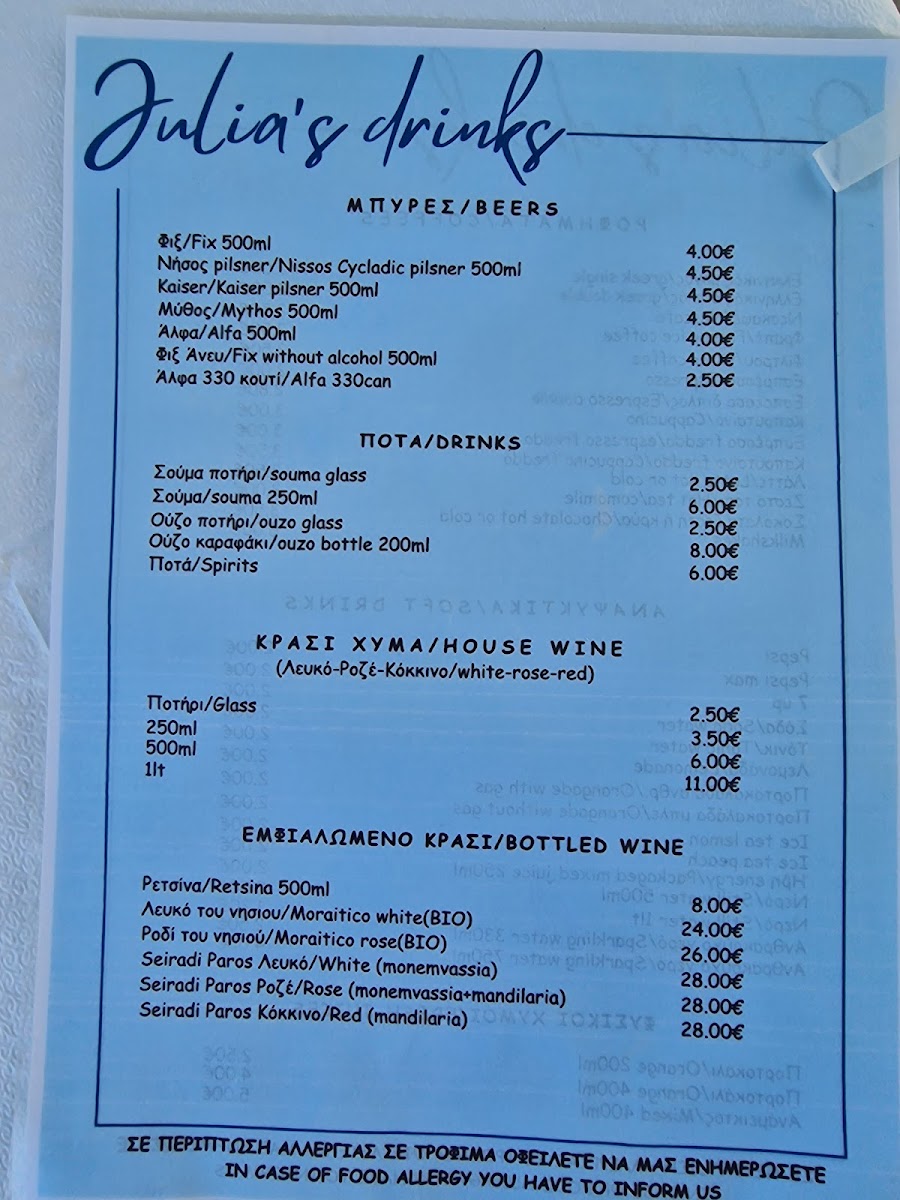 Julia's drinks
ΜΠΥΡΕΣ/BEERS
Φιξ/Fix 500ml 4.00€
Νήσος pilsner/Nissos Cycladic pilsner 500ml 4.50€
Kaiser/Kaiser pilsner 500ml 4.50€
Μύθος/Mythos 500ml 4.50€
Άλφα/Alfa 500ml 4.00€
Φιξ Άνευ/Fix without alcohol 500ml 4.00€
Άλφα 330 κουτί/Alfa 330can 2.50€
ΠΟΤΑ/DRINKS
Σούμα ποτήρι/souma glass 2.50€
Σούμα/souma 250ml 6.00€
Ούζο ποτήρι/ouzo glass 2.50€
Ούζο καραφάκι/ouzo bottle 200ml 8.00€
Ποτά/Spirits 6.00€
ΚΡΑΣΙ ΧΥΜΑ/HOUSE WINE
(Λευκό-Ροζέ-Κόκκινο/white-rose-red)
Ποτήρι/Glass 2.50€
250ml 3.50€
500ml 6.00€
1lt 11.00€
ΕΜΦΙΑΛΩΜΕΝΟ ΚΡΑΣΙ/BOTTLED WINE
Ρετσίνα/Retsina 500ml 8.00€
Λευκό του νησιου/Moraitico white(BIO) 24.00€
Ροδί του νησιού/Moraitico rose(BIO) 26.00€
Seiradi Paros Λευκό/White (monemvassia) 28.00€
Seiradi Paros Ροζέ/Rose (monemvassia+mandilaria) 28.00€
Seiradi Paros Κόκκινο/Red (mandilaria) 28.00€
ΣΕ ΠΕΡΙΠΤΩΣΗ ΑΛΛΕΡΓΙΑΣ ΣΕ ΤΡΟΦΙΜΑ ΟΦΕΙΛΕΤΕ ΝΑ ΜΑΣ ΕΝΗΜΕΡΩΣΕΤΕ
IN CASE OF FOOD ALLERGY YOU HAVE TO INFORM US